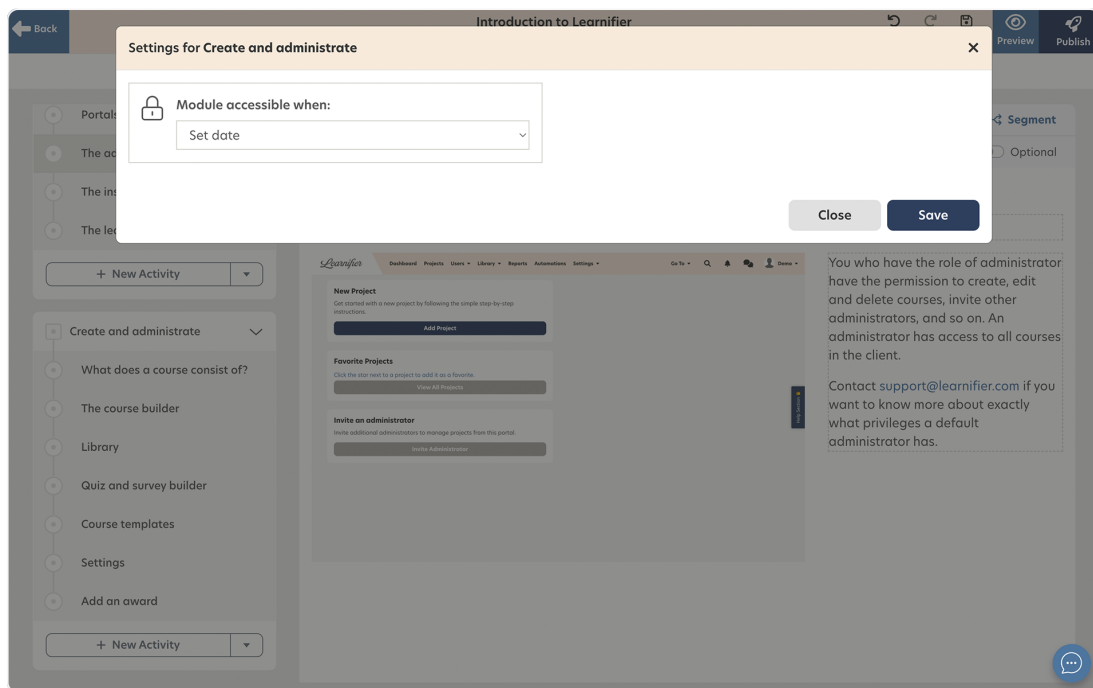 Back
Introduction to Learnifier
Preview
Publish
Settings for Create and administrate
Module accessible when:
Set date
Close
Save
Portals
The ad
The ins
The lea
+ New Activity
Create and administrate
What does a course consist of?
The course builder
Library
Quiz and survey builder
Course templates
Settings
Add an award
+ New Activity
Segment
Optional
Learnifier
Dashboard Projects Users Library Reports Automations Settings Go To Demo
New Project
Get started with a new project by following the simple step-by-step
instructions.
Add Project
Favorite Projects
Click the star next to a project to add it as a favorite.
View All Projects
Invite an administrator
Invite additional administrators to manage projects from this portal.
Invite Administrator
Help Section
You who have the role of administrator
have the permission to create, edit
and delete courses, invite other
administrators, and so on. An
administrator has access to all courses
in the client.
Contact support@learnifier.com if you
want to know more about exactly
what privileges a default
administrator has.